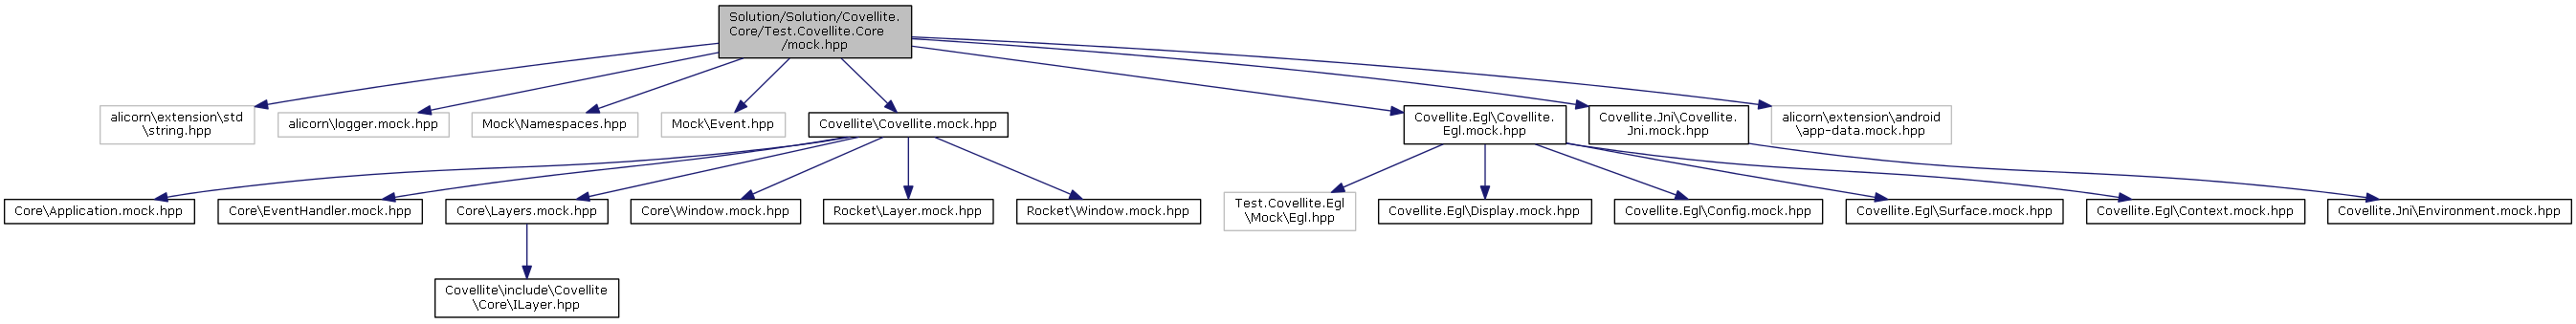 Solution/Solution/Covellite.
Core/Test.Covellite.Core
/mock.hpp
alicorn\extension\std
\string.hpp
alicorn\logger.mock.hpp
Mock\Namespaces.hpp
Mock\Event.hpp
Covellite\Covellite.mock.hpp
Covellite.Egl\Covellite.
Egl.mock.hpp
Covellite.Jni\Covellite.
Jni.mock.hpp
alicorn\extension\android
\app-data.mock.hpp
Core\Application.mock.hpp
Core\EventHandler.mock.hpp
Core\Layers.mock.hpp
Core\Window.mock.hpp
Rocket\Layer.mock.hpp
Rocket\Window.mock.hpp
Test.Covellite.Egl
\Mock\Egl.hpp
Covellite.Egl\Display.mock.hpp
Covellite.Egl\Config.mock.hpp
Covellite.Egl\Surface.mock.hpp
Covellite.Egl\Context.mock.hpp
Covellite.Jni\Environment.mock.hpp
Covellite\include\Covellite
\Core\ILayer.hpp